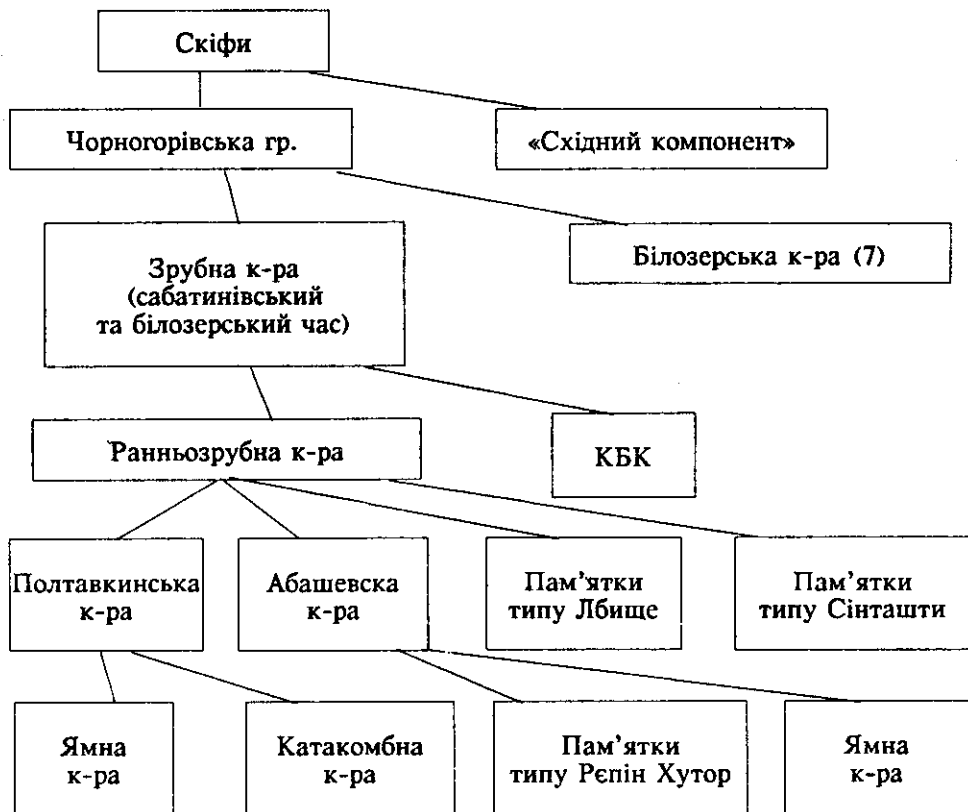 Скіфи
Чорногорівська гр.
«Східний компонент»
Зрубна к-ра
(сабатинівський
та білозерський час)
Білозерська к-ра (7)
Ранньозрубна к-ра
КБК
Полтавкинська
к-ра
Абашевска
к-ра
Пам’ятки
типу Лбище
Пам’ятки
типу Сінташти
Ямна
к-ра
Катакомбна
к-ра
Пам’ятки
типу Рєпін Хутор
Ямна
к-ра